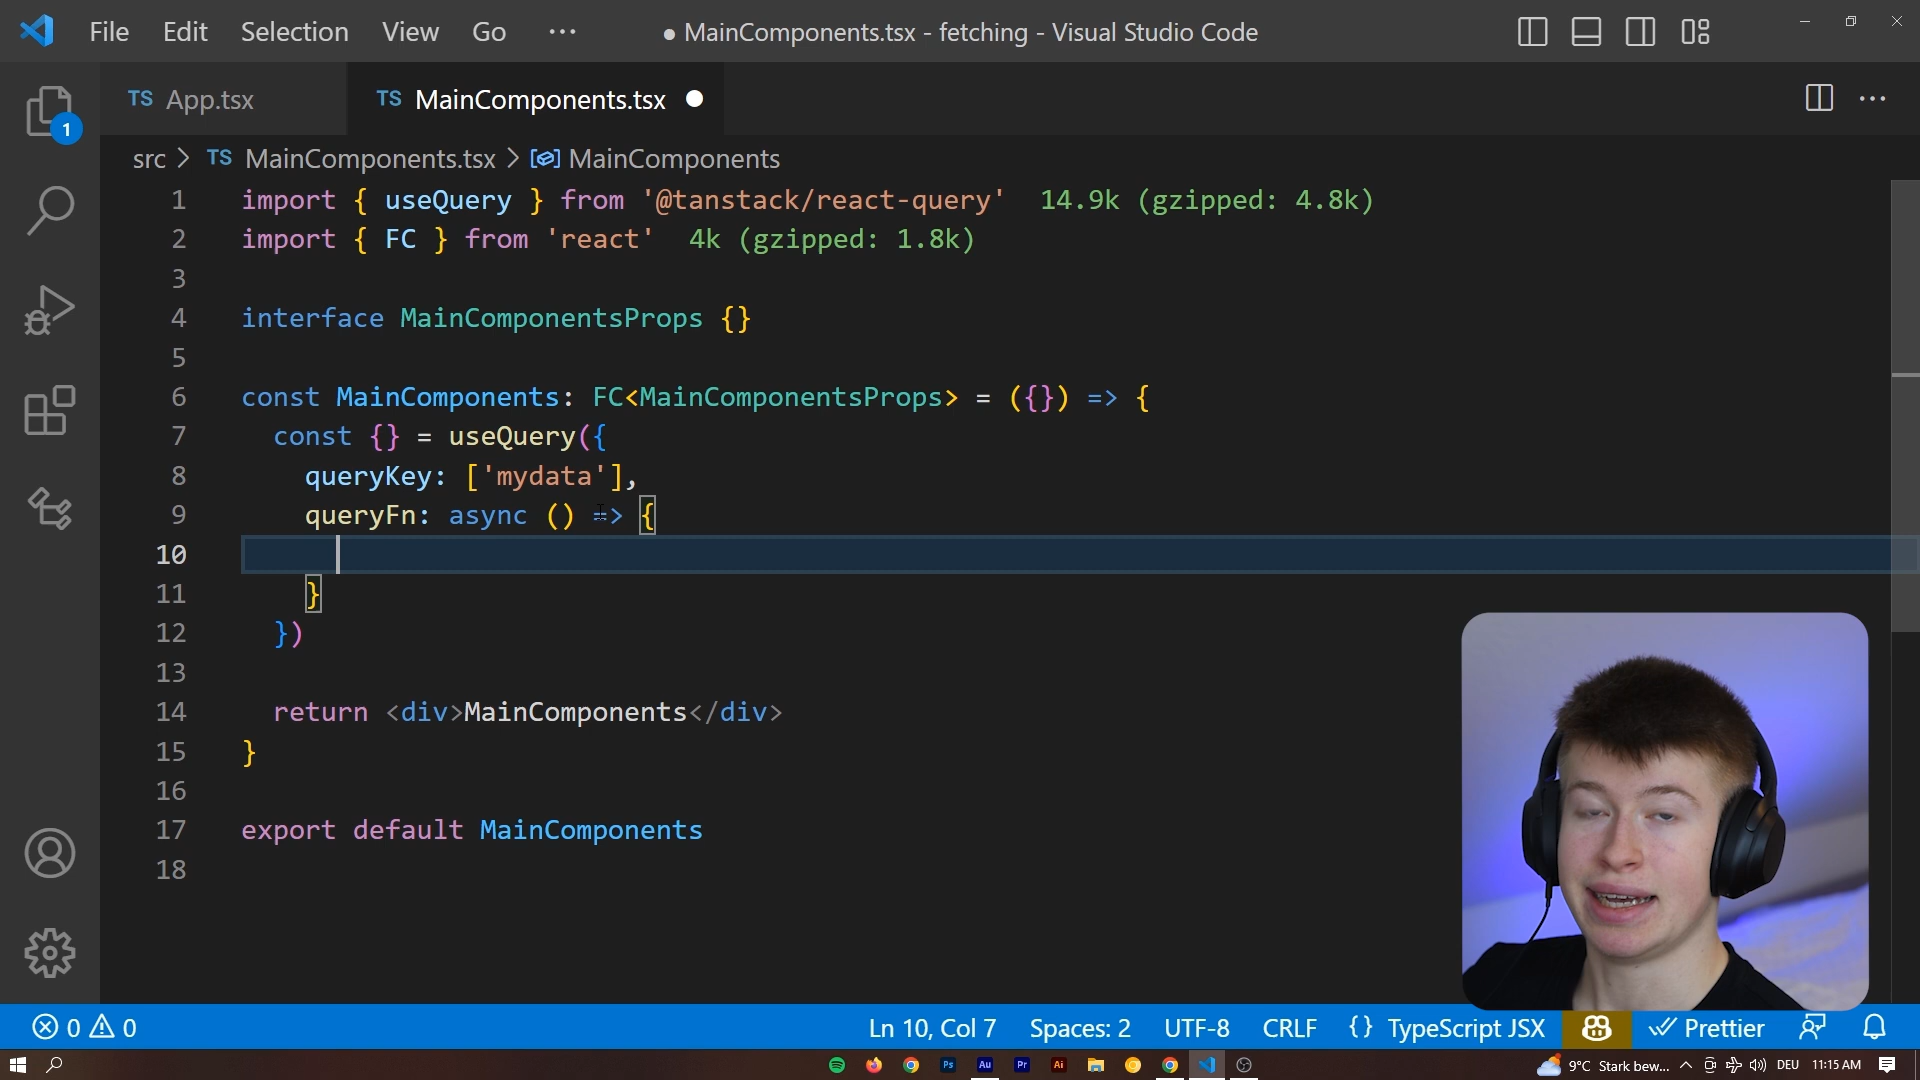 File Edit Selection View Go ··· ● MainComponents.tsx - fetching - Visual Studio Code
TS App.tsx TS MainComponents.tsx ●
1
src > TS MainComponents.tsx > MainComponents
1 import { useQuery } from '@tanstack/react-query' 14.9k (gzipped: 4.8k)
2 import { FC } from 'react' 4k (gzipped: 1.8k)
3
4 interface MainComponentsProps {}
5
6 const MainComponents: FC<MainComponentsProps> = ({}) => {
7 const {} = useQuery({
8 queryKey: ['mydata'],
9 queryFn: async () => {
10
11 }
12 })
13
14 return <div>MainComponents</div>
15 }
16
17 export default MainComponents
18
0 0 Ln 10, Col 7 Spaces: 2 UTF-8 CRLF {} TypeScript JSX Prettier
Ps Au Pr Ai 9°C Stark bew... DEU 11:15 AM